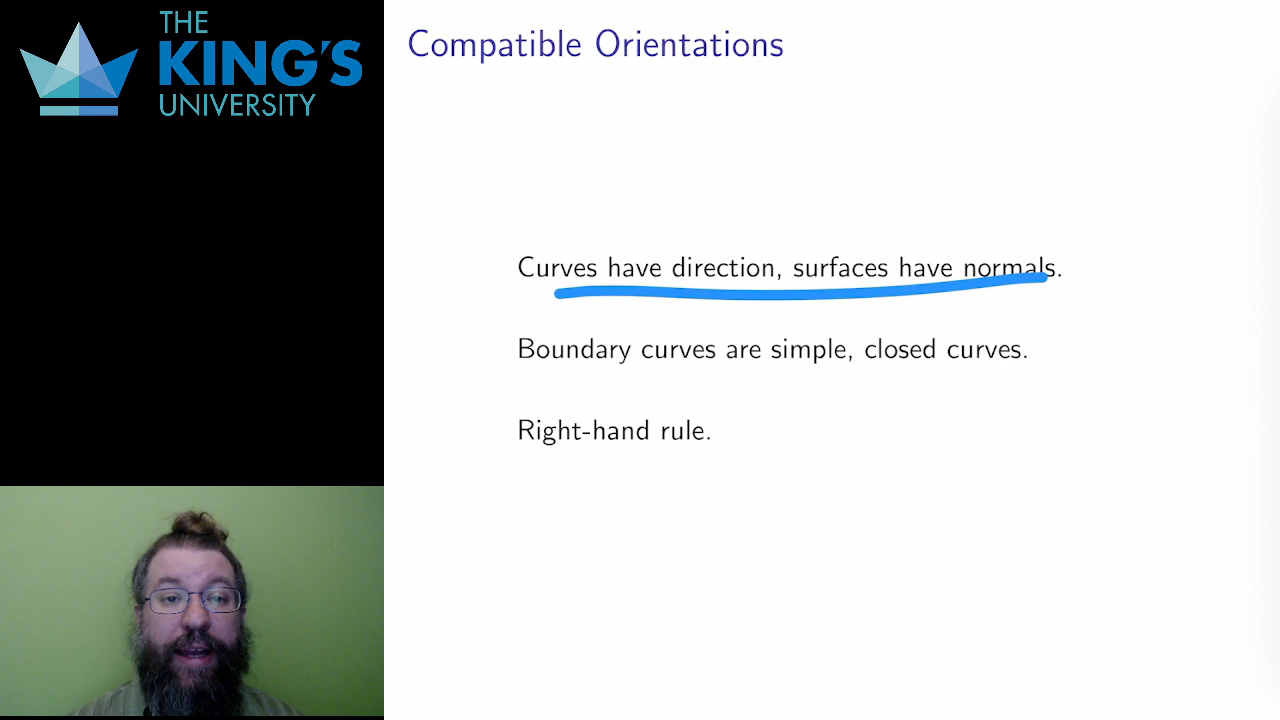 THE
KING'S
UNIVERSITY
Compatible Orientations
Curves have direction, surfaces have normals.
Boundary curves are simple, closed curves.
Right-hand rule.